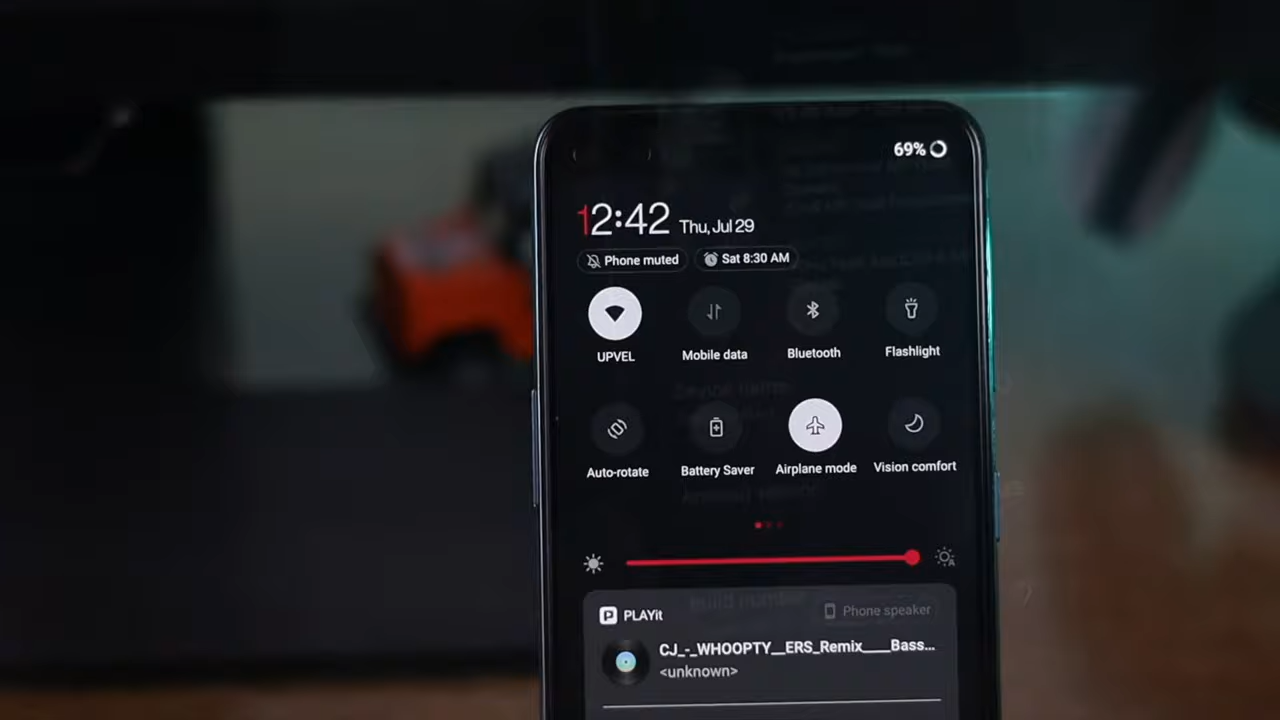 69%
12:42 Thu, Jul 29
Phone muted Sat 8:30 AM
UPVEL Mobile data Bluetooth Flashlight
Auto-rotate Battery Saver Airplane mode Vision comfort
PLAYit Phone speaker
CJ_-_WHOOPTY__ERS_Remix____Bass...
<unknown>